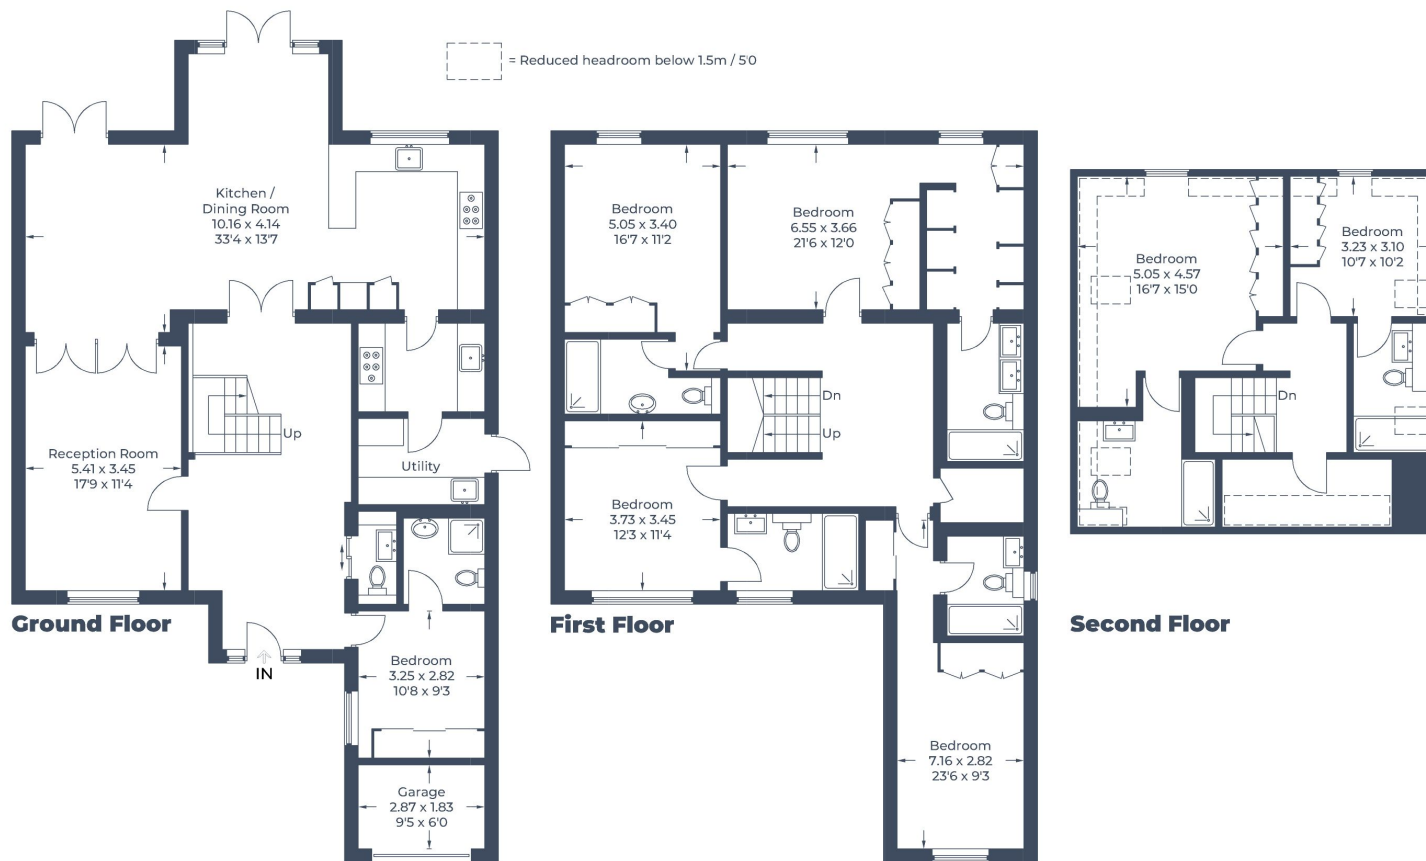 = Reduced headroom below 1.5m / 5'0
Kitchen /
Dining Room
10.16 x 4.14
33'4 x 13'7
Up
Reception Room
5.41 x 3.45
17'9 x 11'4
Utility
Bedroom
3.25 x 2.82
10'8 x 9'3
Garage
2.87 x 1.83
9'5 x 6'0
IN
Ground Floor
Bedroom
5.05 x 3.40
16'7 x 11'2
Bedroom
6.55 x 3.66
21'6 x 12'0
Dn
Up
Bedroom
3.73 x 3.45
12'3 x 11'4
Bedroom
7.16 x 2.82
23'6 x 9'3
First Floor
Bedroom
5.05 x 4.57
16'7 x 15'0
Bedroom
3.23 x 3.10
10'7 x 10'2
Dn
Second Floor